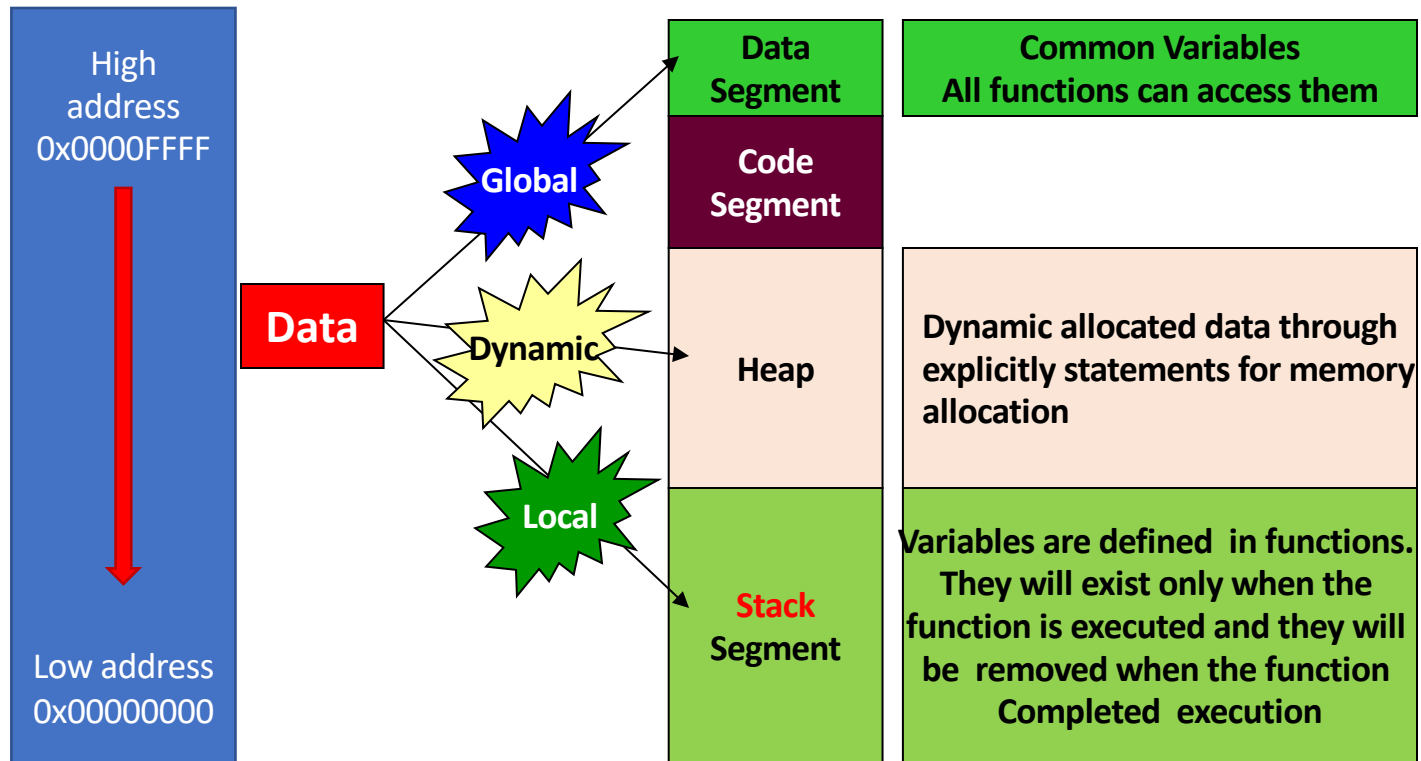 High
address
0x0000FFFF
Low address
0x00000000
Data
Global
Dynamic
Local
Data
Segment
Code
Segment
Heap
Stack
Segment
Common Variables
All functions can access them
Dynamic allocated data through
explicitly statements for memory
allocation
Variables are defined in functions.
They will exist only when the
function is executed and they will
be removed when the function
Completed execution